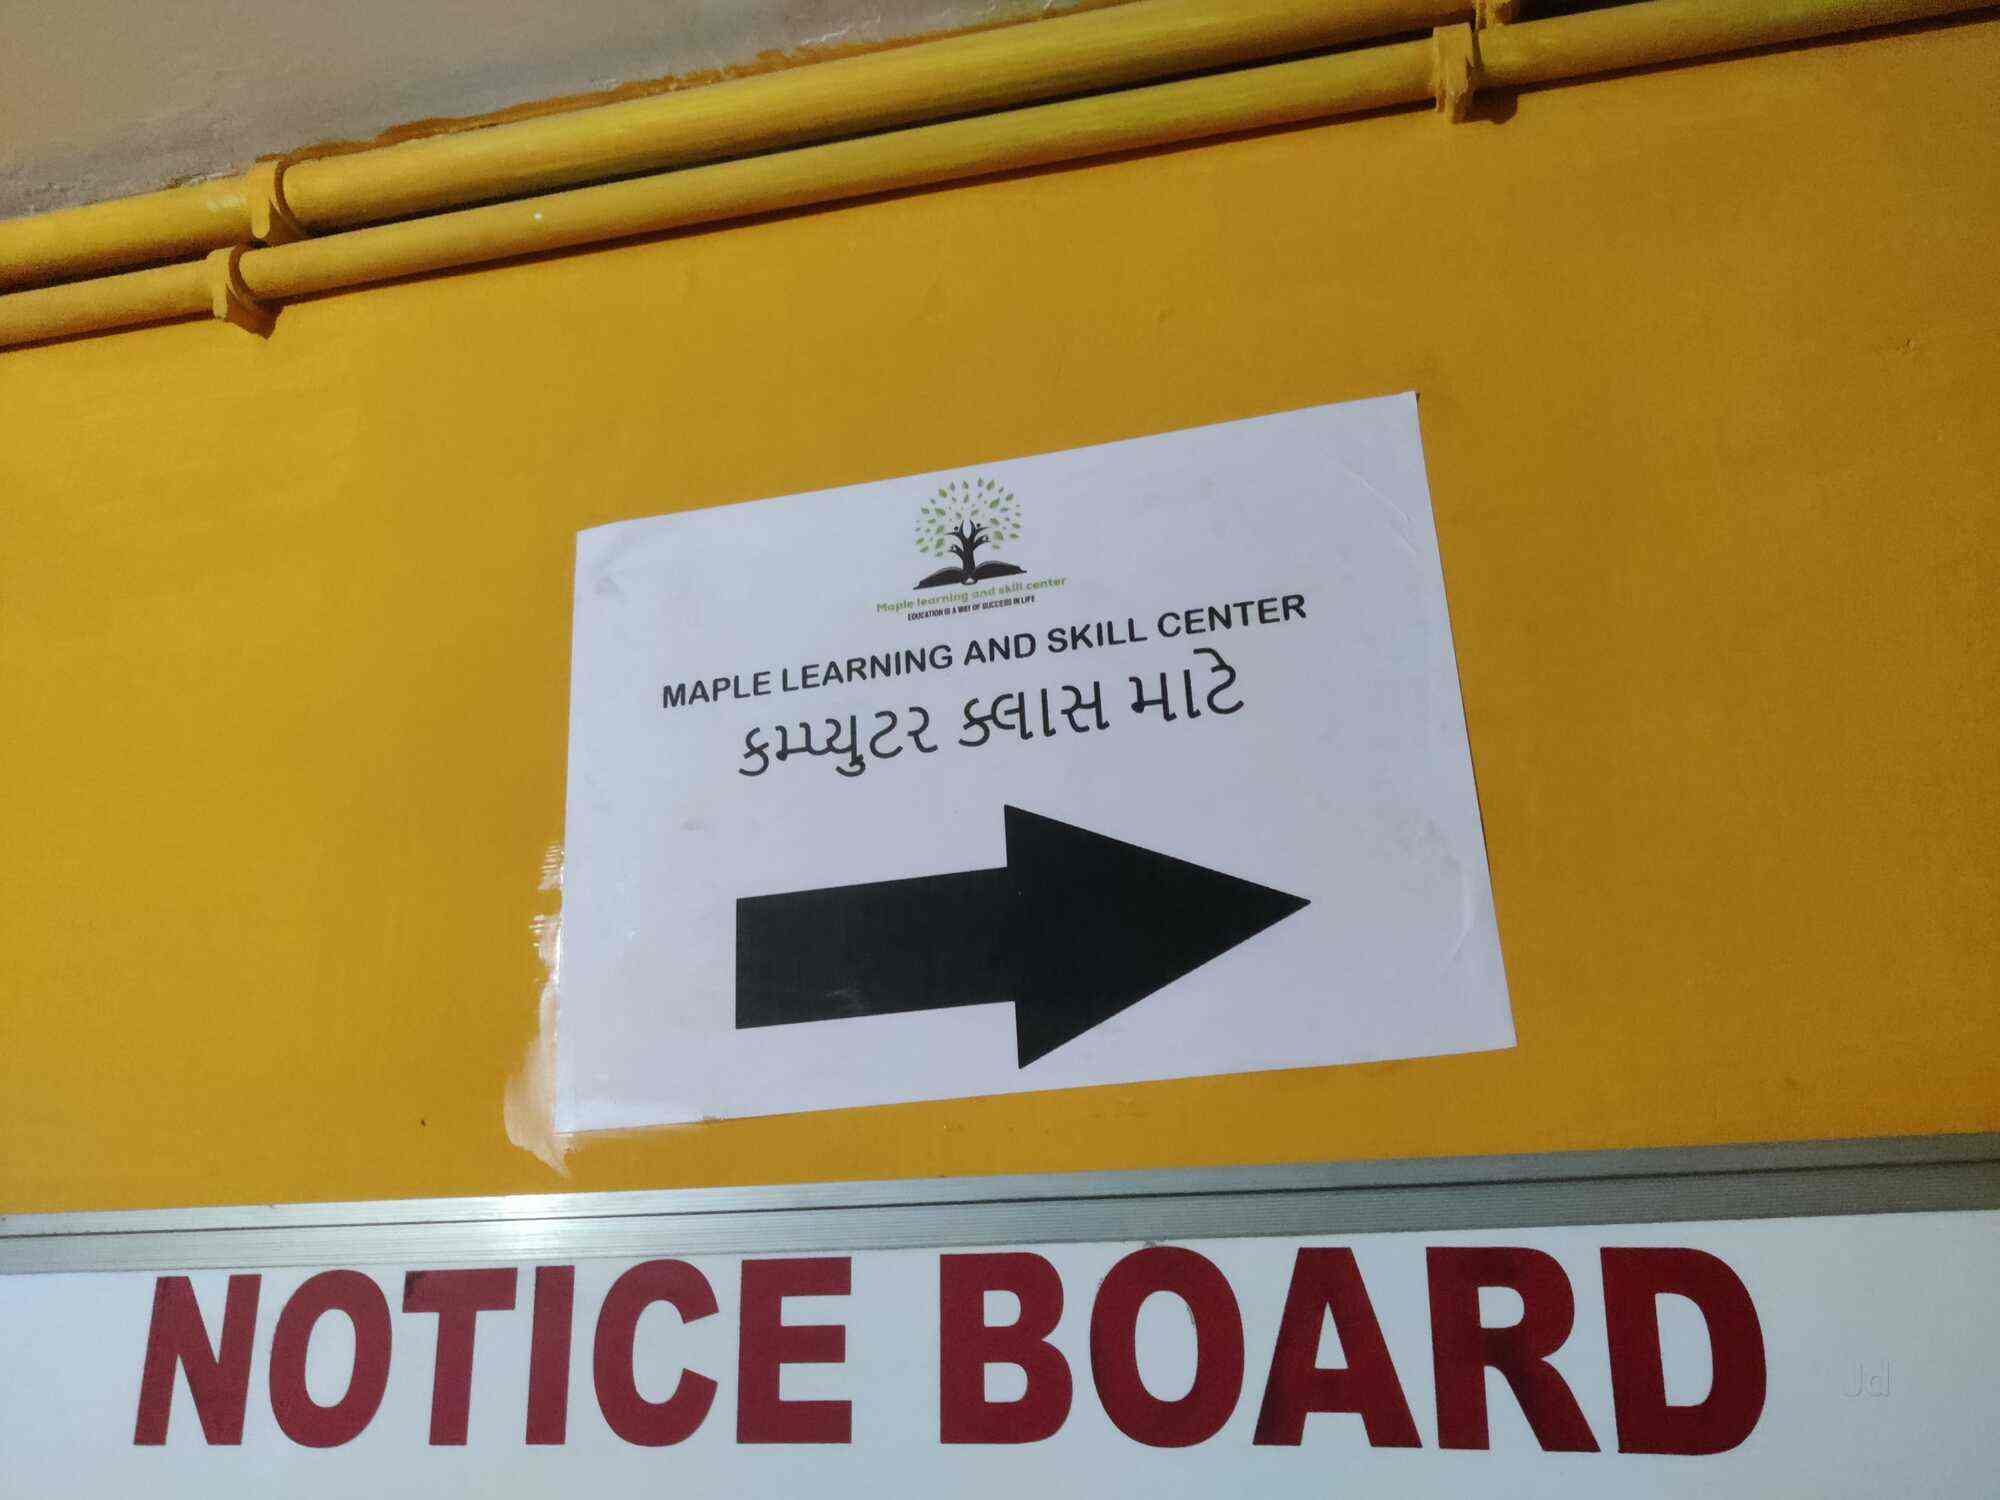 Maple learning and skill center
EDUCATION IS A WAY OF SUCCESS IN LIFE
MAPLE LEARNING AND SKILL CENTER
કમ્પ્યુટર ક્લાસ માટે
NOTICE BOARD
Jd